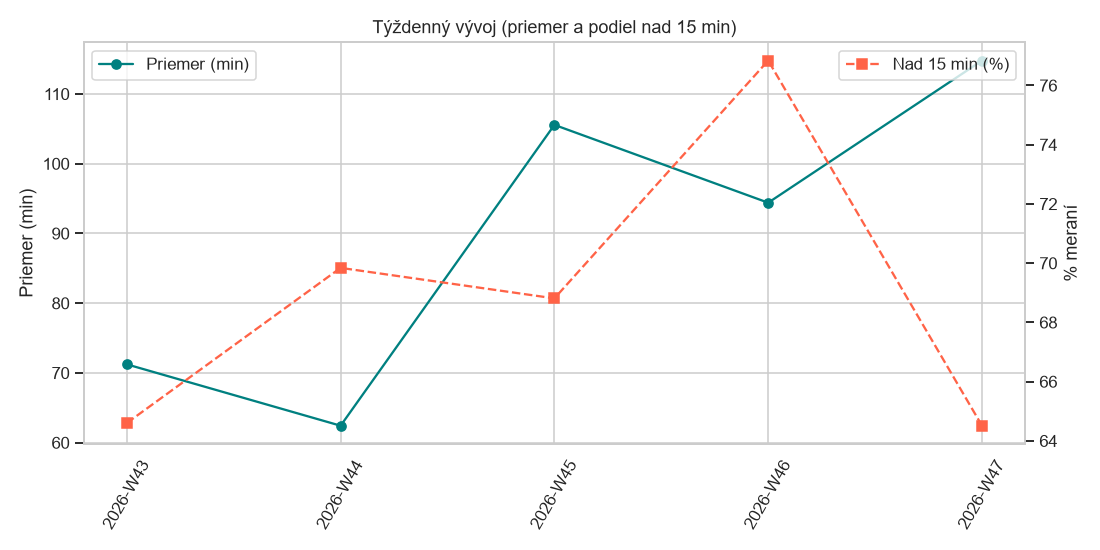 Týždenný vývoj (priemer a podiel nad 15 min)
Priemer (min)
Nad 15 min (%)
Priemer (min)
110
100
90
80
70
60
76
74
72
70
68
66
64
% meraní
2026-W43
2026-W44
2026-W45
2026-W46
2026-W47